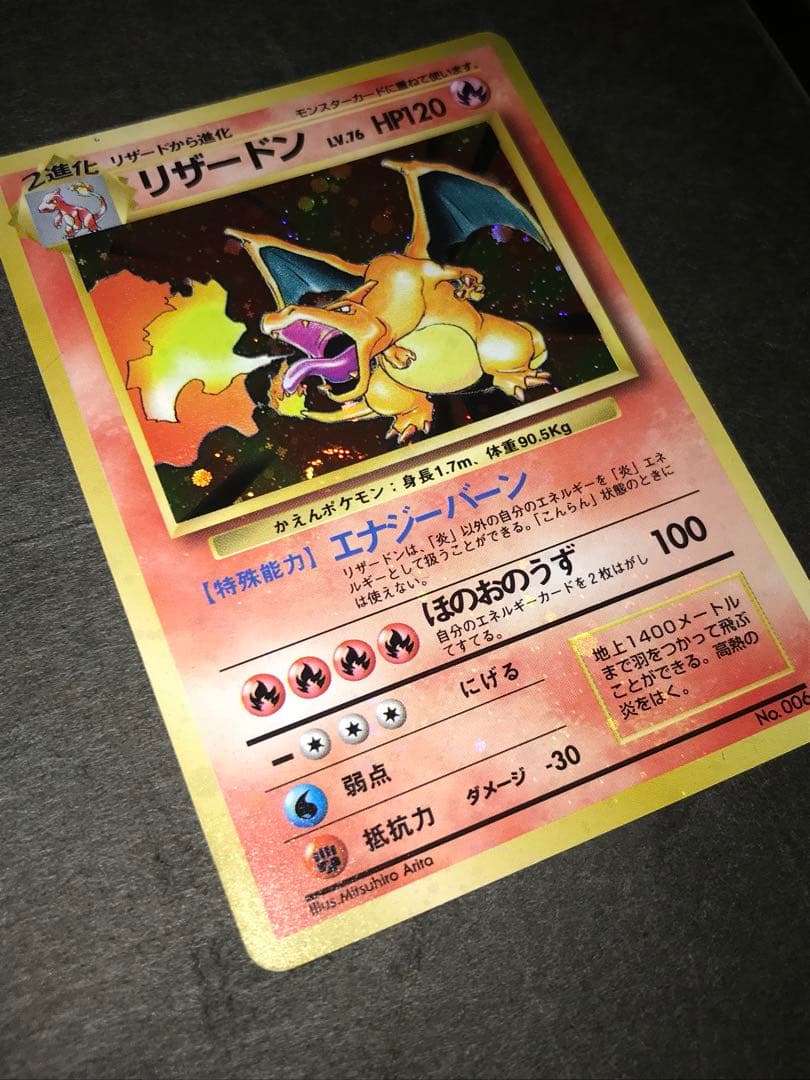 モンスターカードに重ねて使います。
2進化 リザードから進化
リザードン LV.76 HP120
かえんポケモン：身長1.7m、体重90.5Kg
【特殊能力】エナジーバーン
リザードンは、「炎」以外の自分のエネルギーを「炎」エネ
ルギーとして扱うことができる。「こんらん」状態のときに
は使えない。
ほのおのうず 100
自分のエネルギーカードを2枚はがし
てすてる。
にげる
弱点
抵抗力 ダメージ -30
地上1400メートル
まで羽をつかって飛ぶ
ことができる。高熱の
炎をはく。
No.006
Illus.Mitsuhiro Arita